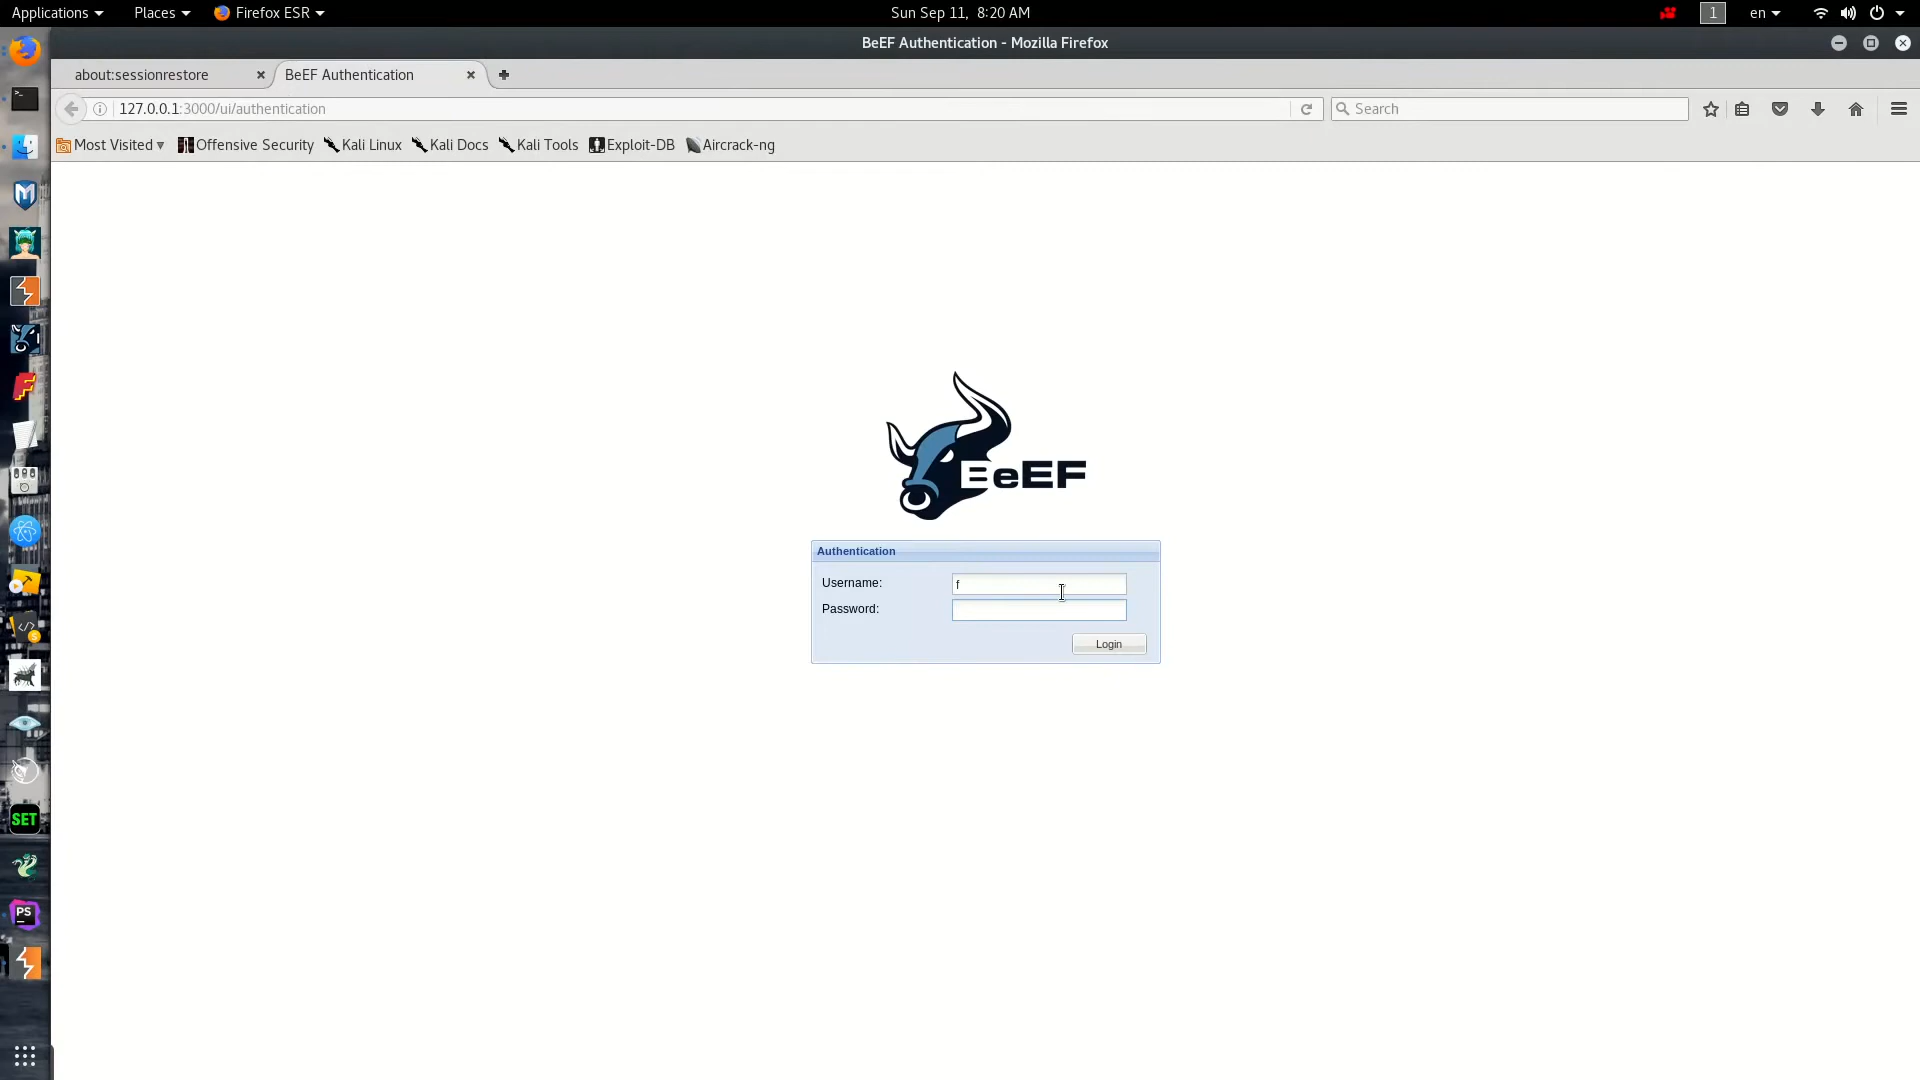 Applications Places Firefox ESR Sun Sep 11, 8:20 AM 1 en
BeEF Authentication - Mozilla Firefox
about:sessionrestore BeEF Authentication
127.0.0.1:3000/ui/authentication Search
Most Visited Offensive Security Kali Linux Kali Docs Kali Tools Exploit-DB Aircrack-ng
BeEF
Authentication
Username: f
Password:
Login
SET
PS